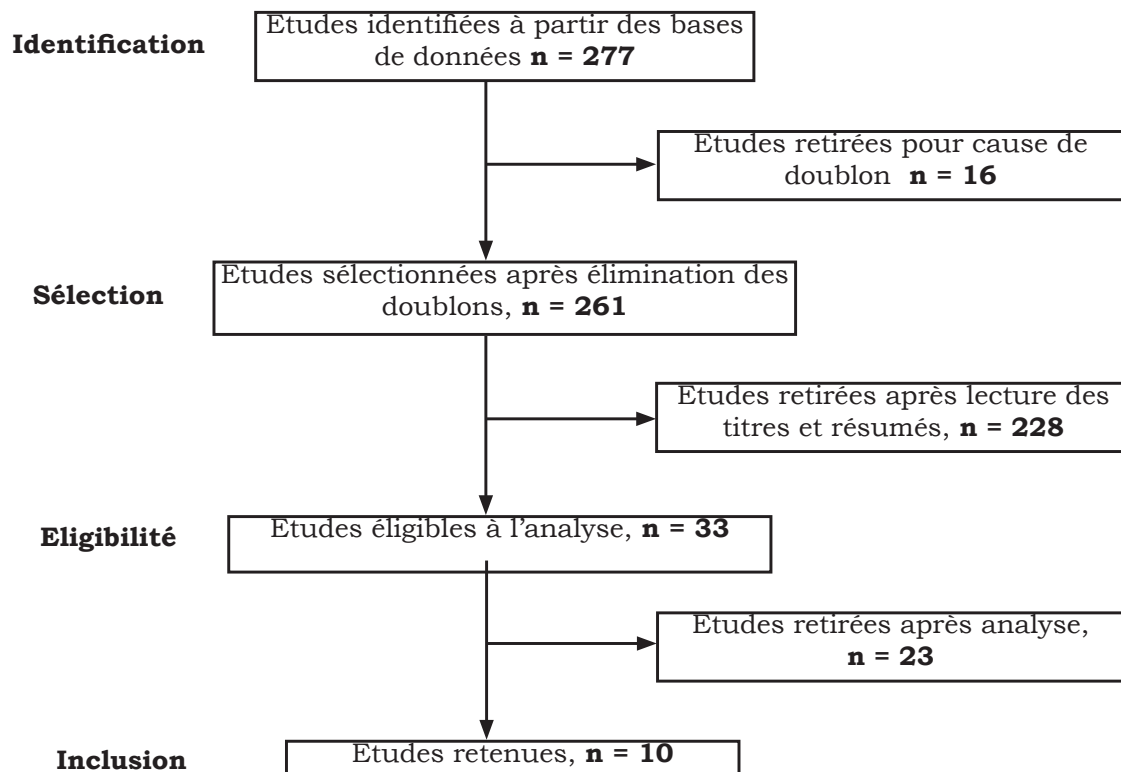 Identification
Etudes identifiées à partir des bases
de données n = 277
Etudes retirées pour cause de
doublon n = 16
Sélection
Etudes sélectionnées après élimination des
doublons, n = 261
Etudes retirées après lecture des
titres et résumés, n = 228
Eligibilité
Etudes éligibles à l’analyse, n = 33
Etudes retirées après analyse,
n = 23
Inclusion
Etudes retenues, n = 10